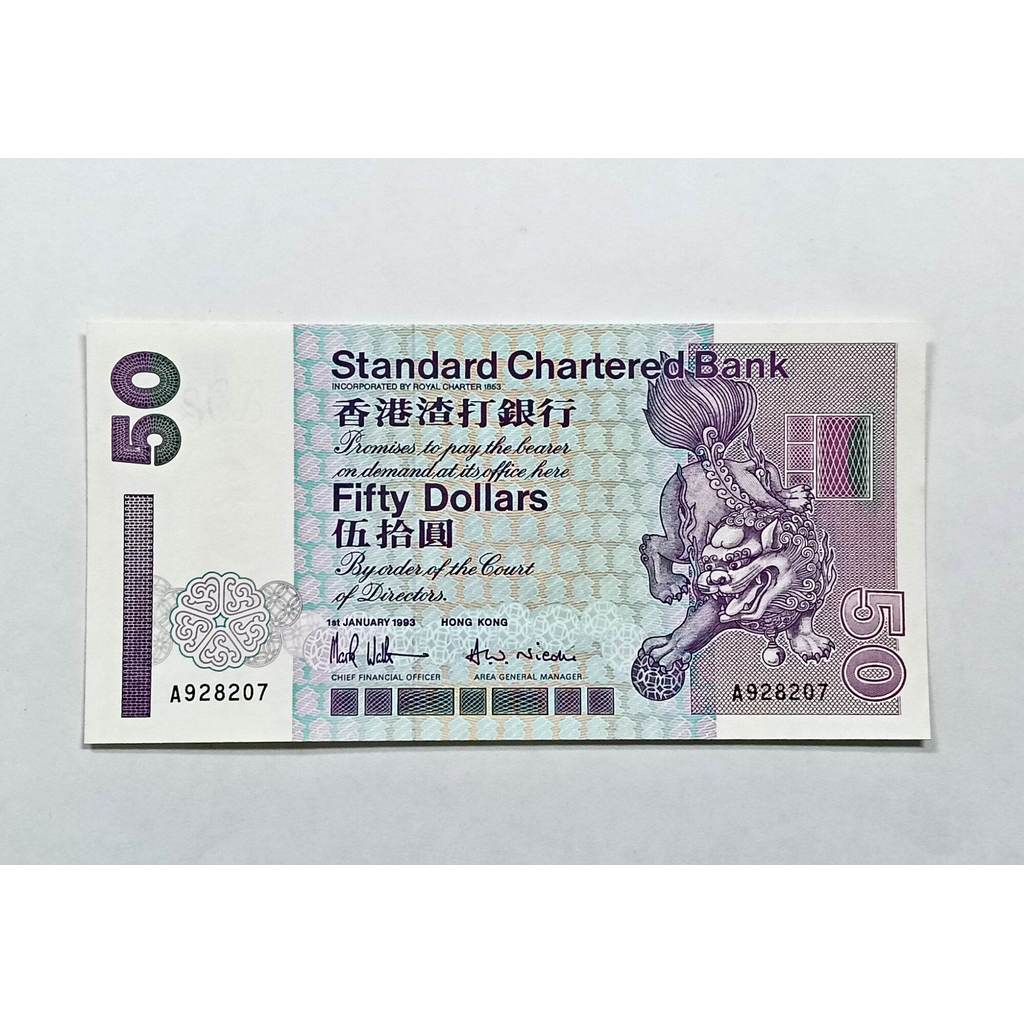 50
Standard Chartered Bank
INCORPORATED BY ROYAL CHARTER 1853
香港渣打銀行
Promises to pay the bearer
on demand at its office here
Fifty Dollars
伍拾圓
By order of the Court
of Directors.
1st JANUARY 1993 HONG KONG
CHIEF FINANCIAL OFFICER AREA GENERAL MANAGER
A928207
A928207
50